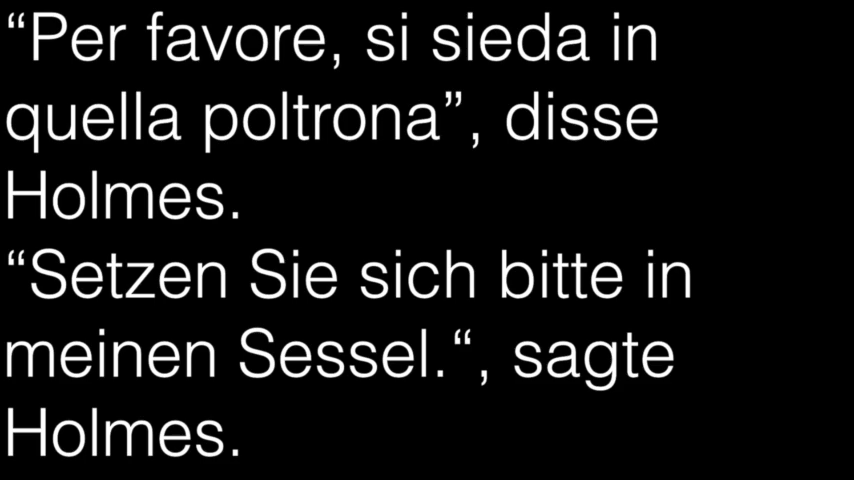 “Per favore, si sieda in
quella poltrona”, disse
Holmes.
“Setzen Sie sich bitte in
meinen Sessel.“, sagte
Holmes.